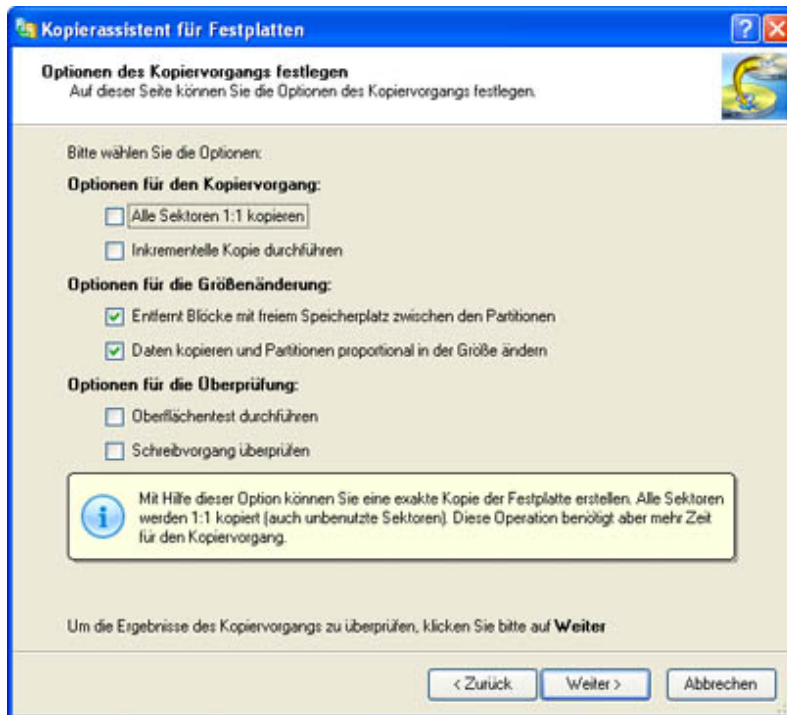 Kopierassistent für Festplatten
Optionen des Kopiervorgangs festlegen
Auf dieser Seite können Sie die Optionen des Kopiervorgangs festlegen.
Bitte wählen Sie die Optionen:
Optionen für den Kopiervorgang:
Alle Sektoren 1:1 kopieren
Inkrementelle Kopie durchführen
Optionen für die Größenänderung:
Entfernt Blöcke mit freiem Speicherplatz zwischen den Partitionen
Daten kopieren und Partitionen proportional in der Größe ändern
Optionen für die Überprüfung:
Oberflächentest durchführen
Schreibvorgang überprüfen
Mit Hilfe dieser Option können Sie eine exakte Kopie der Festplatte erstellen. Alle Sektoren
werden 1:1 kopiert (auch unbenutzte Sektoren). Diese Operation benötigt aber mehr Zeit
für den Kopiervorgang.
Um die Ergebnisse des Kopiervorgangs zu überprüfen, klicken Sie bitte auf Weiter
< Zurück Weiter > Abbrechen